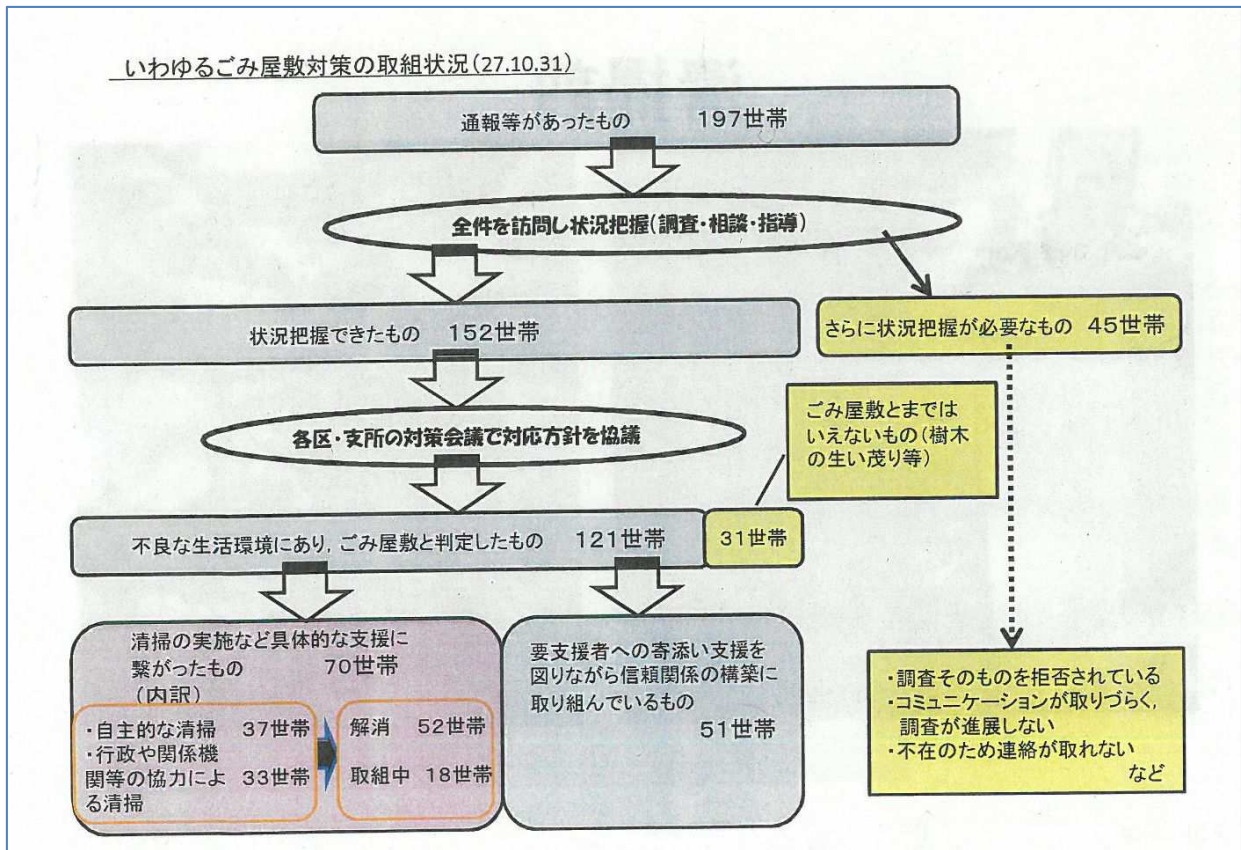 いわゆるごみ屋敷対策の取組状況(27.10.31)
通報等があったもの　197世帯
全件を訪問し状況把握(調査・相談・指導)
状況把握できたもの　152世帯
さらに状況把握が必要なもの　45世帯
各区・支所の対策会議で対応方針を協議
ごみ屋敷とまでは
いえないもの(樹木
の生い茂り等)
不良な生活環境にあり，ごみ屋敷と判定したもの　121世帯
31世帯
清掃の実施など具体的な支援に
繋がったもの　70世帯
(内訳)
・自主的な清掃　37世帯
・行政や関係機
関等の協力によ　33世帯
る清掃
解消　52世帯
取組中　18世帯
要支援者への寄添い支援を
図りながら信頼関係の構築に
取り組んでいるもの
51世帯
・調査そのものを拒否されている
・コミュニケーションが取りづらく，
調査が進展しない
・不在のため連絡が取れない
など